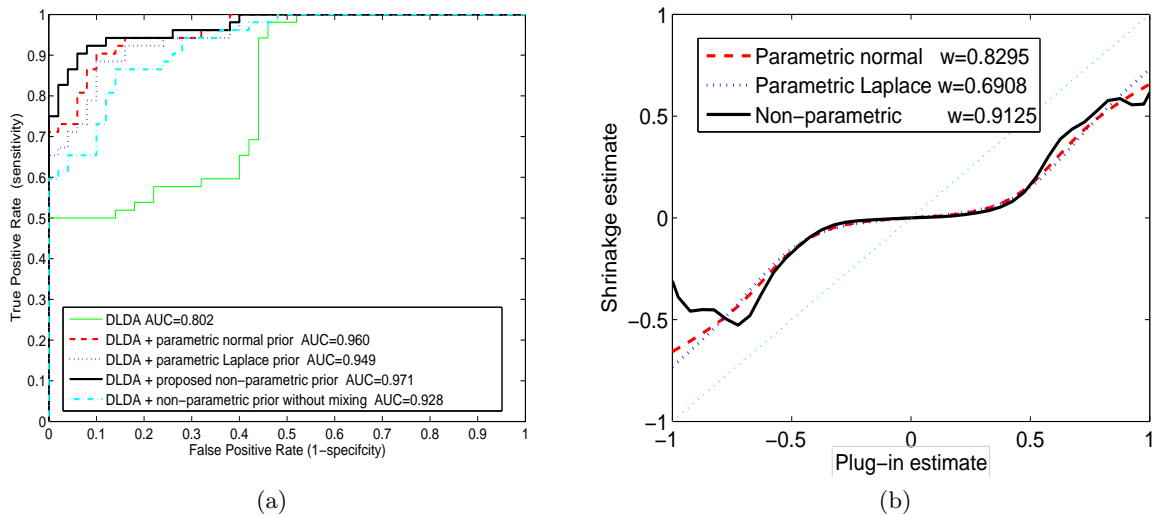 1
0.9
0.8
0.7
0.6
0.5
0.4
0.3
0.2
0.1
0
True Positive Rate (sensitivity)
DLDA AUC=0.802
DLDA + parametric normal prior AUC=0.960
DLDA + parametric Laplace prior AUC=0.949
DLDA + proposed non-parametric prior AUC=0.971
DLDA + non-parametric prior without mixing AUC=0.928
0 0.1 0.2 0.3 0.4 0.5 0.6 0.7 0.8 0.9 1
False Positive Rate (1-specifcity)
(a)
1
0.5
0
−0.5
−1
Shrinakge estimate
Parametric normal w=0.8295
Parametric Laplace w=0.6908
Non-parametric w=0.9125
−1 −0.5 0 0.5 1
Plug-in estimate
(b)